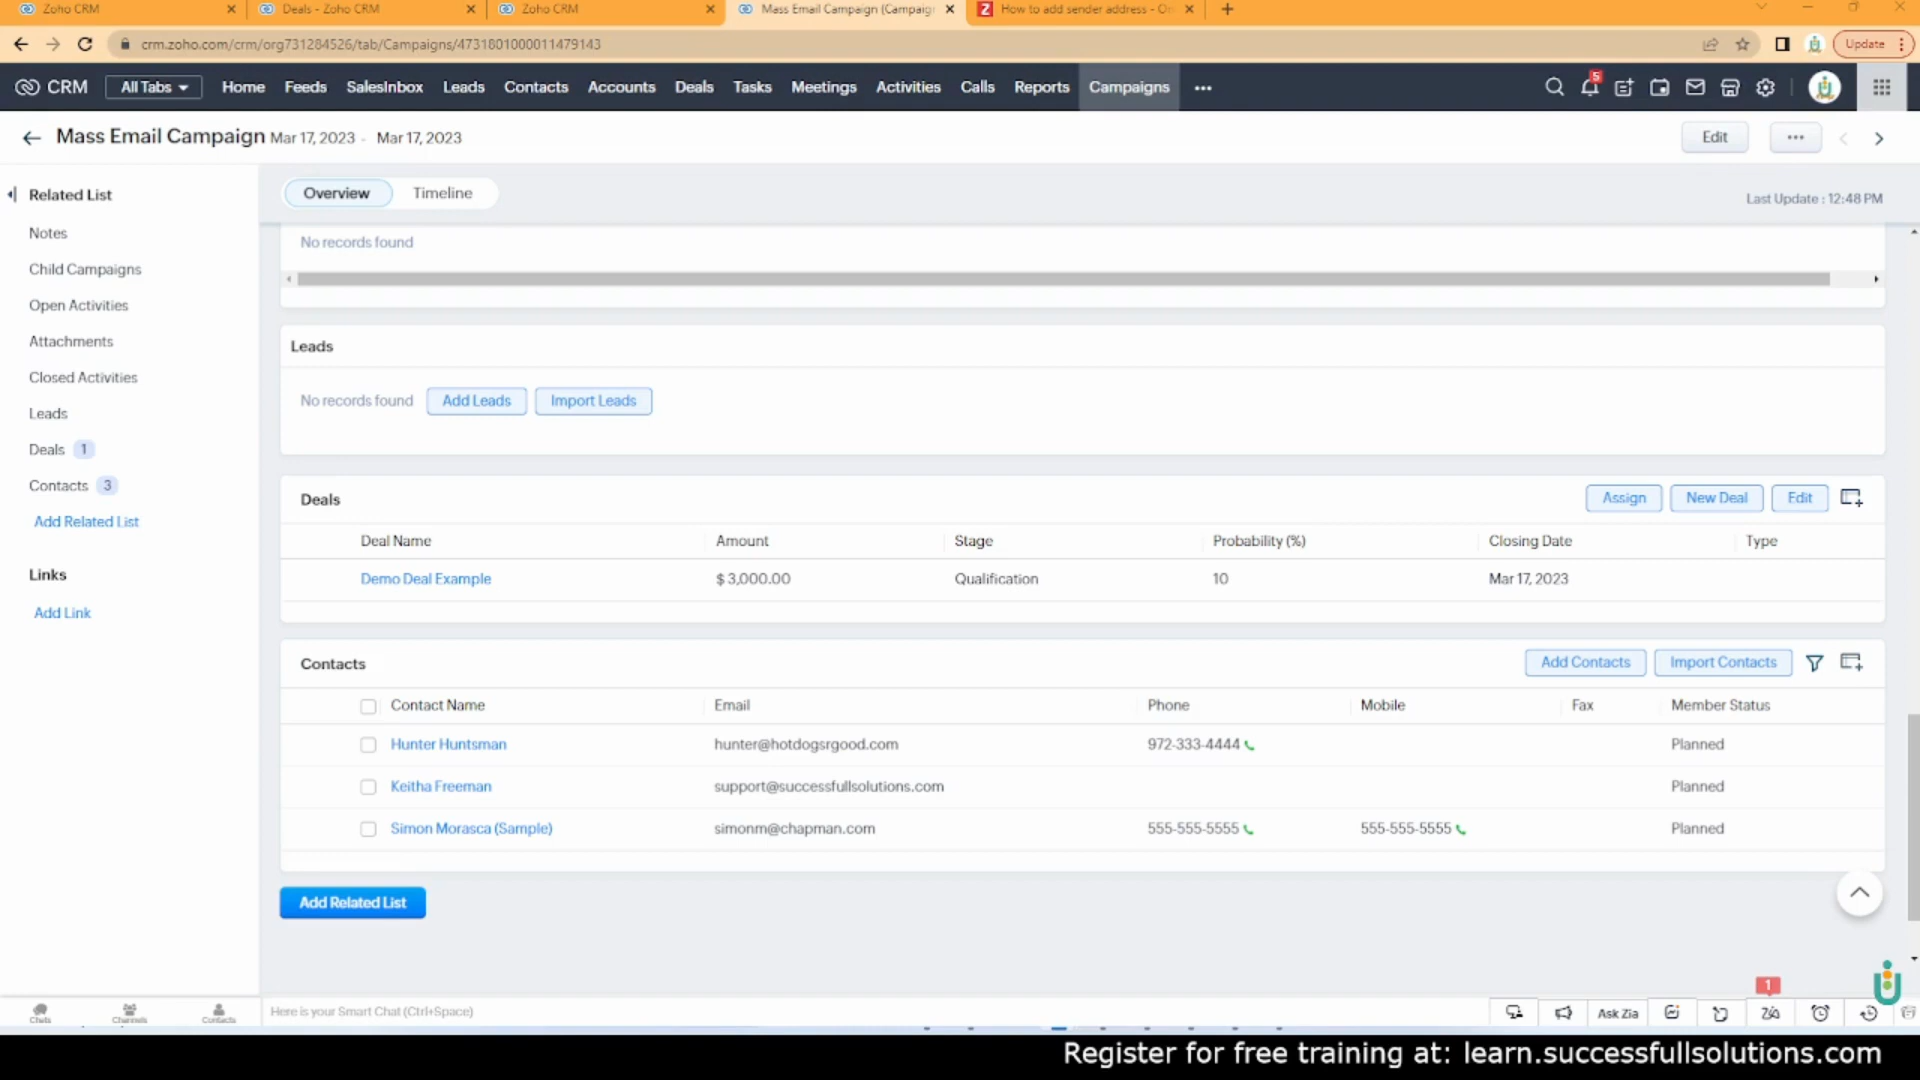 Zoho CRM
Deals - Zoho CRM
Zoho CRM
Mass Email Campaign (Campaig
How to add sender address - On
crm.zoho.com/crm/org731284526/tab/Campaigns/4731801000011479143
Update
CRM
All Tabs
Home
Feeds
SalesInbox
Leads
Contacts
Accounts
Deals
Tasks
Meetings
Activities
Calls
Reports
Campaigns
5
Mass Email Campaign Mar 17, 2023 - Mar 17, 2023
Edit
Related List
Notes
Child Campaigns
Open Activities
Attachments
Closed Activities
Leads
Deals 1
Contacts 3
Add Related List
Links
Add Link
Overview
Timeline
Last Update : 12:48 PM
No records found
Leads
No records found
Add Leads
Import Leads
Deals
Assign
New Deal
Edit
Deal Name Amount Stage Probability (%) Closing Date Type
Demo Deal Example $ 3,000.00 Qualification 10 Mar 17, 2023
Contacts
Add Contacts
Import Contacts
Contact Name Email Phone Mobile Fax Member Status
Hunter Huntsman hunter@hotdogsrgood.com 972-333-4444 Planned
Keitha Freeman support@successfullsolutions.com Planned
Simon Morasca (Sample) simonm@chapman.com 555-555-5555 555-555-5555 Planned
Add Related List
1
Chats
Channels
Contacts
Here is your Smart Chat (Ctrl+Space)
Ask Zia
Register for free training at: learn.successfullsolutions.com